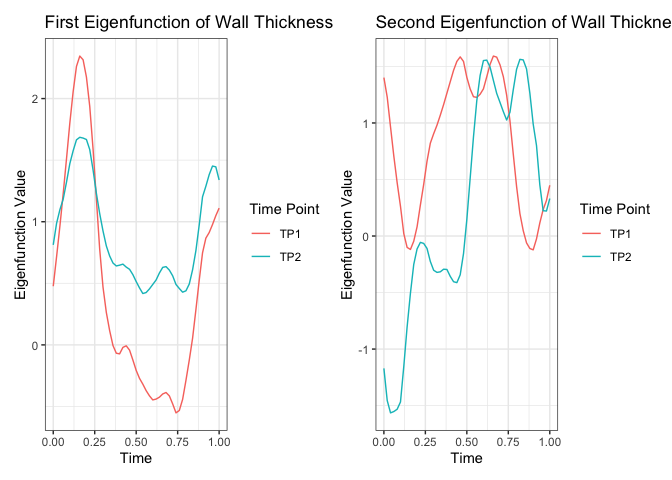 First Eigenfunction of Wall Thickness
Eigenfunction Value
2
1
0
0.00 0.25 0.50 0.75 1.00
Time
Time Point
TP1
TP2
Second Eigenfunction of Wall Thickne
Eigenfunction Value
1
0
-1
0.00 0.25 0.50 0.75 1.00
Time
Time Point
TP1
TP2